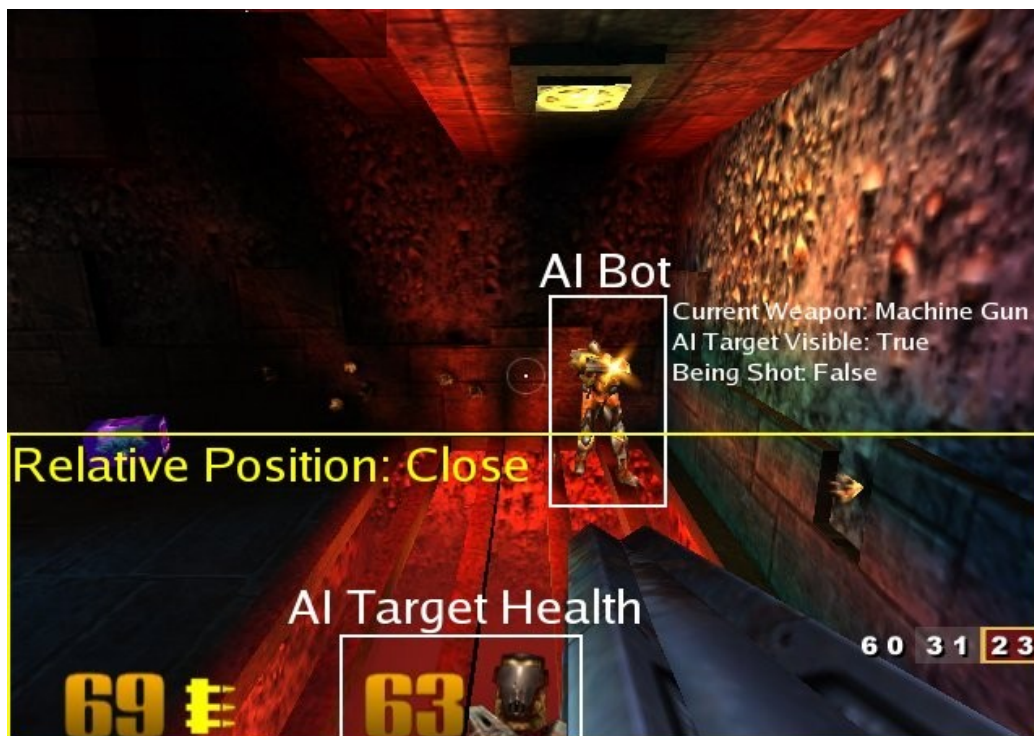 AI Bot
Current Weapon: Machine Gun
AI Target Visible: True
Being Shot: False
Relative Position: Close
AI Target Health
60 31 23
69 63